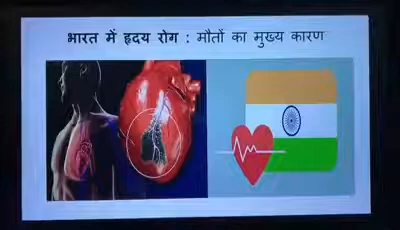 भारत में हृदय रोग : मौतों का मुख्य कारण